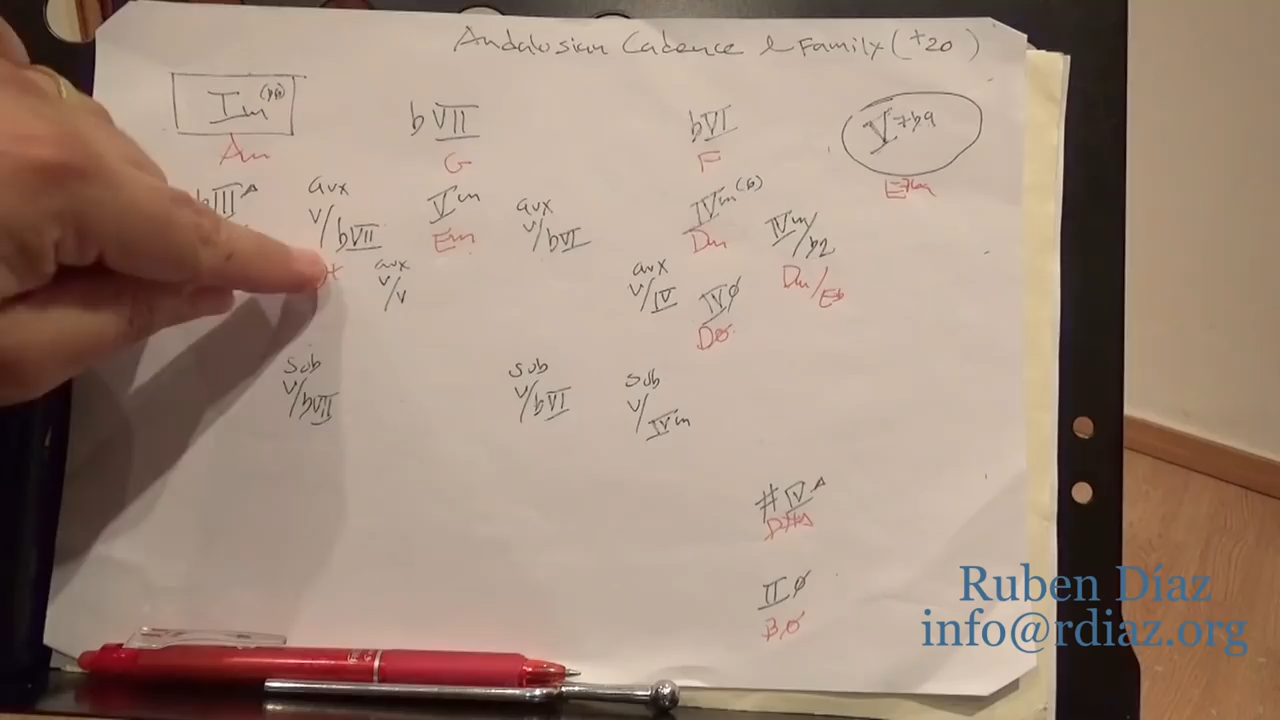 Andalusian Cadence & Family (+20)
Im(b6) bVII bVI V7b9
Am G F E7b9
bIIIΔ aux V/bVII Vm aux V/bVI IVm(6) IVm/b2
Em Dm Dm/Eb
aux V/V aux V/IV IVø
Dø
sub V/bVII sub V/bVI sub V/IVm
#IVΔ
D#Δ
IIø
Bø
Ruben Díaz
info@rdiaz.org